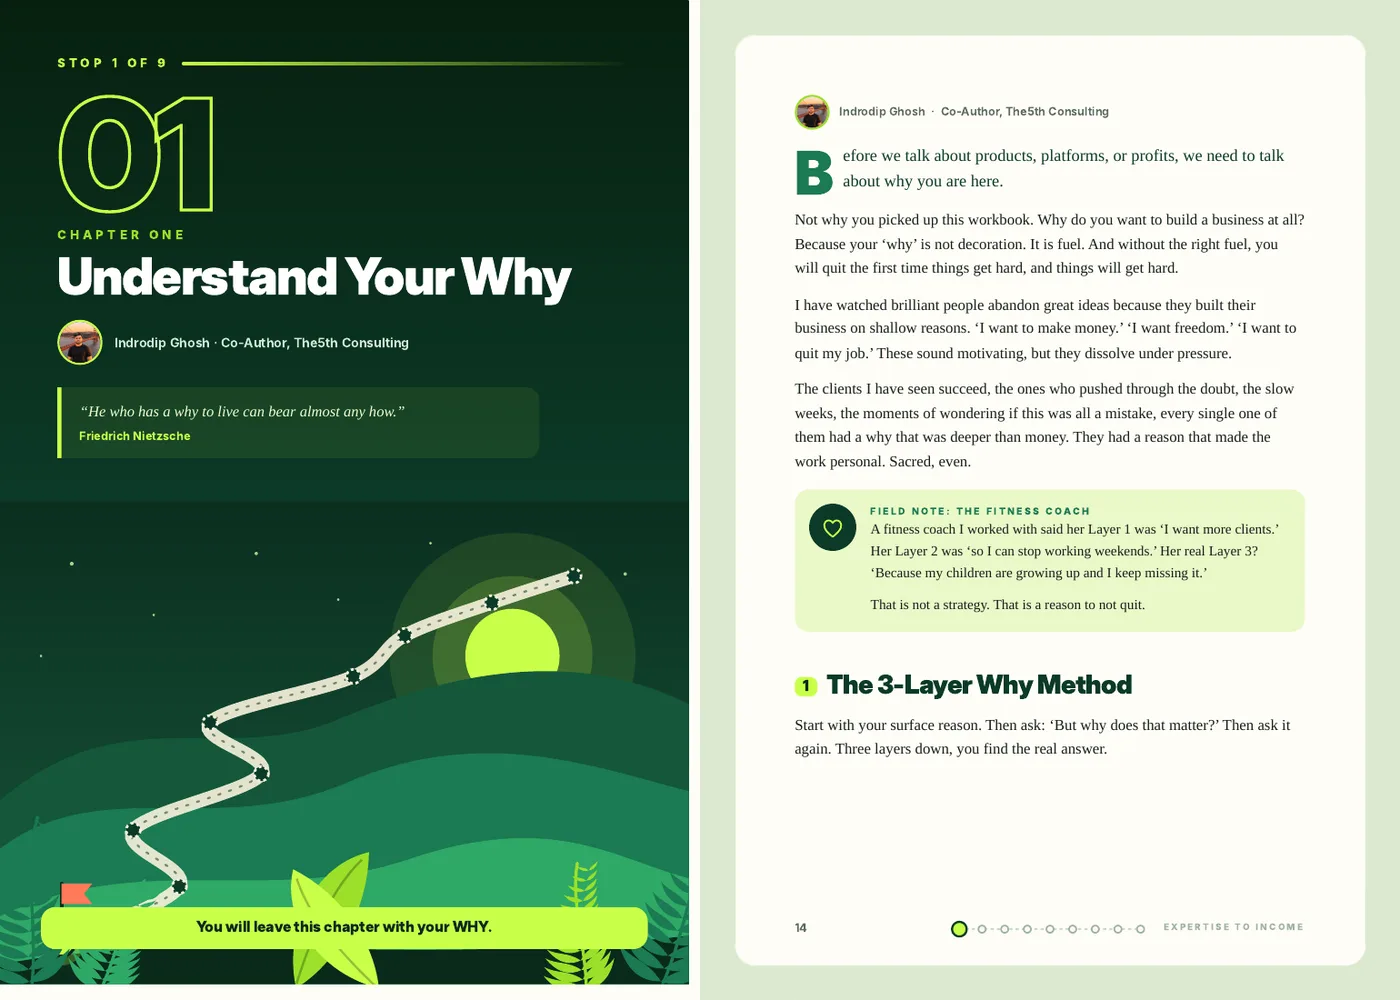 STOP 1 OF 9
01
CHAPTER ONE
Understand Your Why
Indrodip Ghosh · Co-Author, The5th Consulting
“He who has a why to live can bear almost any how.”
Friedrich Nietzsche
You will leave this chapter with your WHY.
Indrodip Ghosh · Co-Author, The5th Consulting
Before we talk about products, platforms, or profits, we need to talk
about why you are here.
Not why you picked up this workbook. Why do you want to build a business at all?
Because your ‘why’ is not decoration. It is fuel. And without the right fuel, you
will quit the first time things get hard, and things will get hard.
I have watched brilliant people abandon great ideas because they built their
business on shallow reasons. ‘I want to make money.’ ‘I want freedom.’ ‘I want to
quit my job.’ These sound motivating, but they dissolve under pressure.
The clients I have seen succeed, the ones who pushed through the doubt, the slow
weeks, the moments of wondering if this was all a mistake, every single one of
them had a why that was deeper than money. They had a reason that made the
work personal. Sacred, even.
FIELD NOTE: THE FITNESS COACH
A fitness coach I worked with said her Layer 1 was ‘I want more clients.’
Her Layer 2 was ‘so I can stop working weekends.’ Her real Layer 3?
‘Because my children are growing up and I keep missing it.’
That is not a strategy. That is a reason to not quit.
1 The 3-Layer Why Method
Start with your surface reason. Then ask: ‘But why does that matter?’ Then ask it
again. Three layers down, you find the real answer.
14
EXPERTISE TO INCOME